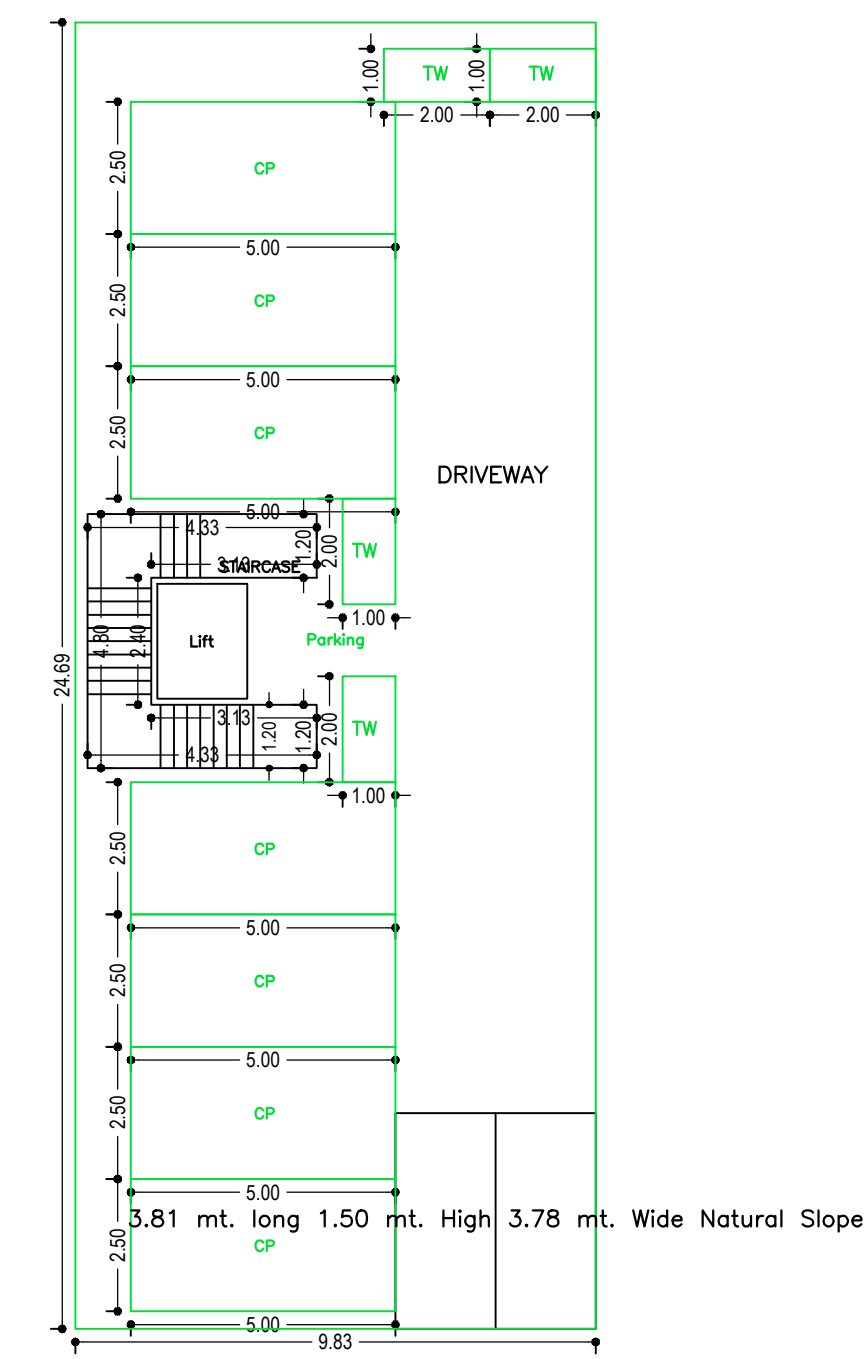 1.00
TW
1.00
TW
2.00
2.00
2.50
CP
5.00
2.50
CP
5.00
2.50
CP
DRIVEWAY
5.00
4.33
1.20
2.00
TW
3.13
STAIRCASE
1.00
4.80
2.40
Lift
Parking
24.69
3.13
1.20
1.20
2.00
TW
4.33
1.00
2.50
CP
5.00
2.50
CP
5.00
2.50
CP
5.00
3.81 mt. long 1.50 mt. High 3.78 mt. Wide Natural Slope
2.50
CP
5.00
9.83